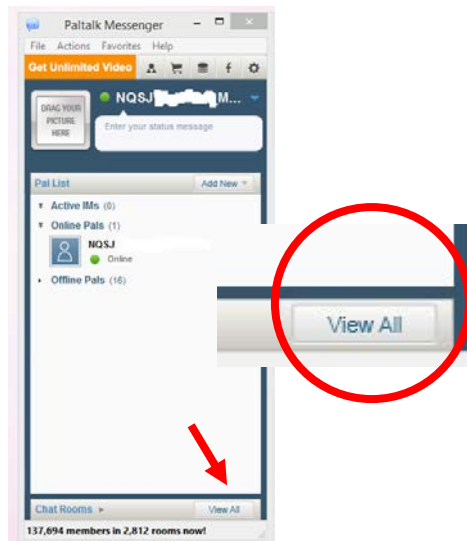 Paltalk Messenger
File Actions Favorites Help
Get Unlimited Video
DRAG YOUR
PICTURE
HERE
NQSJ M...
Enter your status message
Pal List
Add New
Active IMs (0)
Online Pals (1)
NQSJ
Online
Offline Pals (16)
View All
Chat Rooms
View All
137,694 members in 2,812 rooms now!